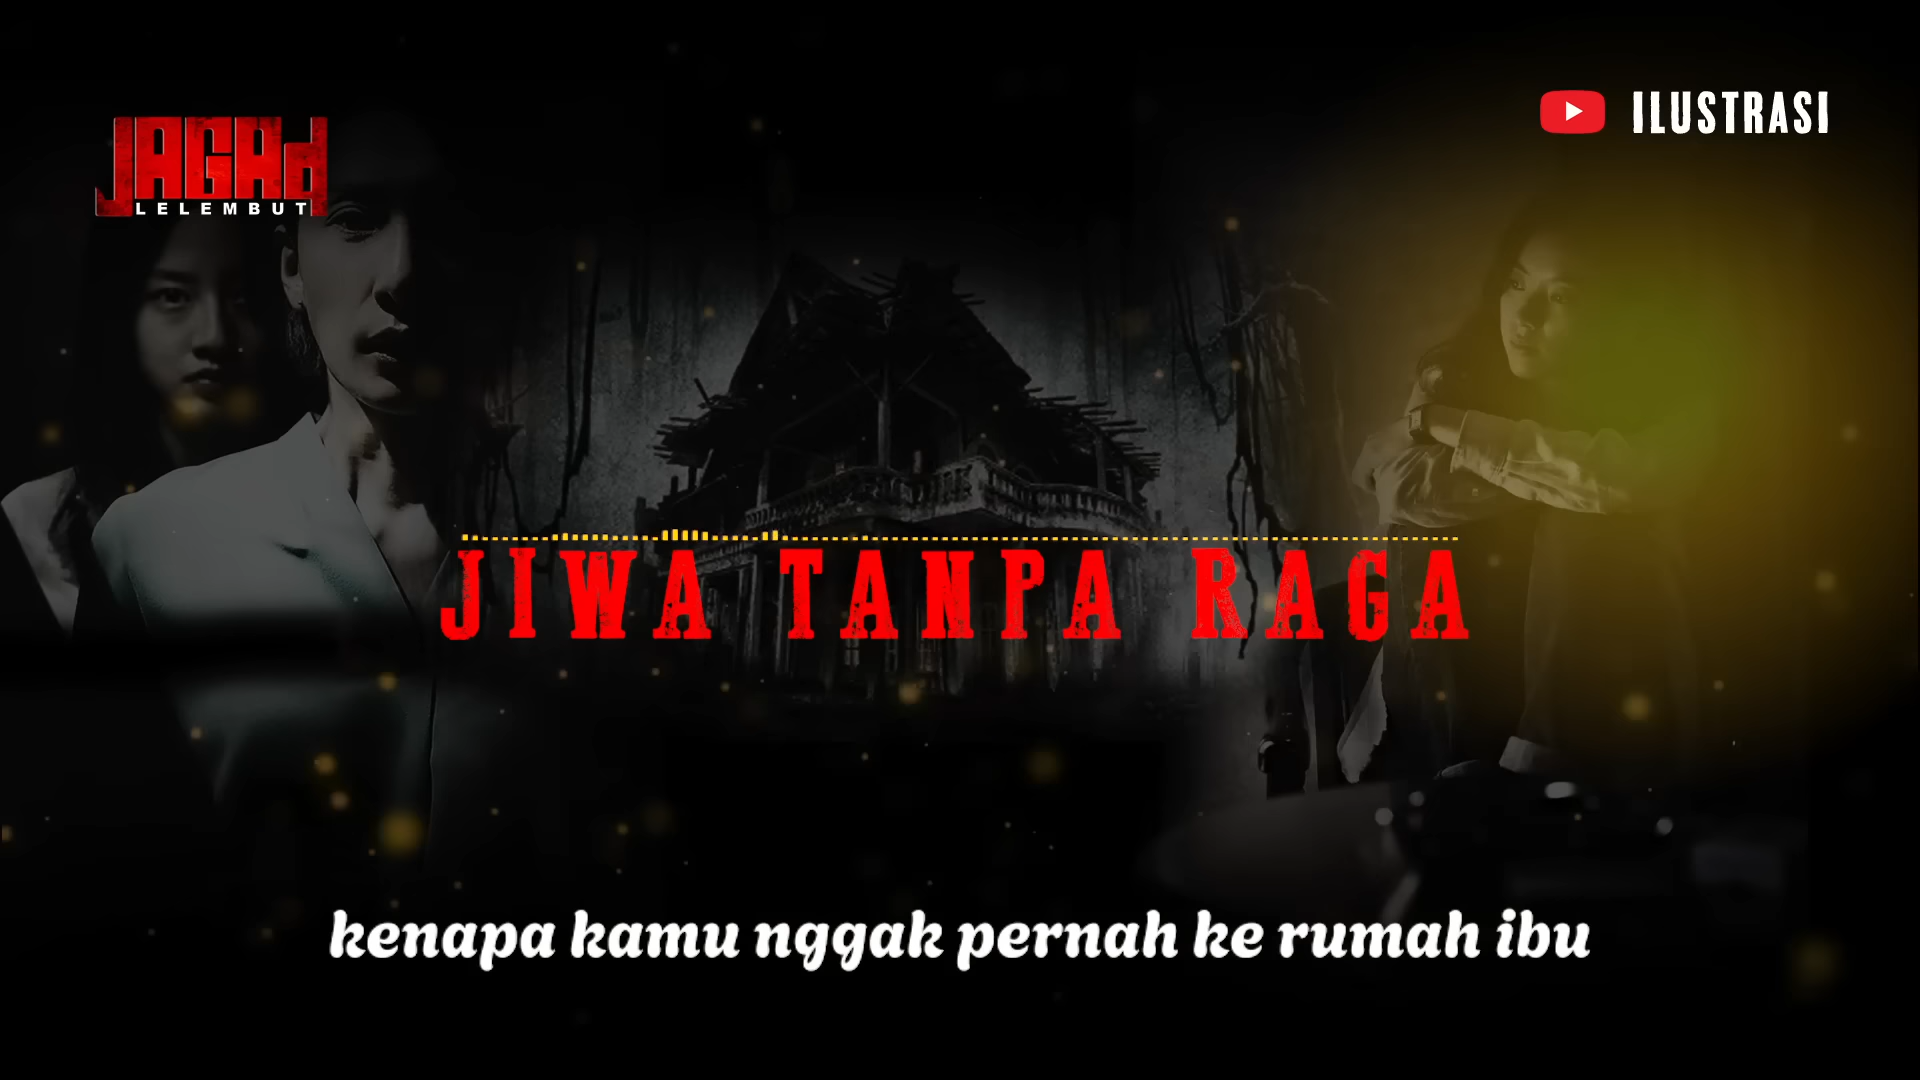 JAGAd
LELEMBUT
ILUSTRASI
JIWA TANPA RAGA
kenapa kamu nggak pernah ke rumah ibu